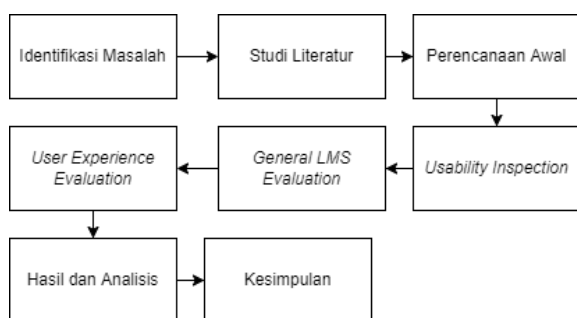 Identifikasi Masalah
Studi Literatur
Perencanaan Awal
Usability Inspection
General LMS
Evaluation
User Experience
Evaluation
Hasil dan Analisis
Kesimpulan